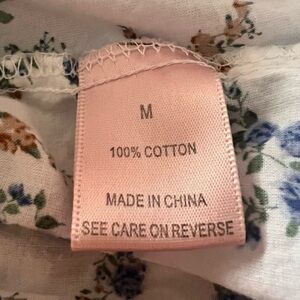 M
100% COTTON
MADE IN CHINA
SEE CARE ON REVERSE